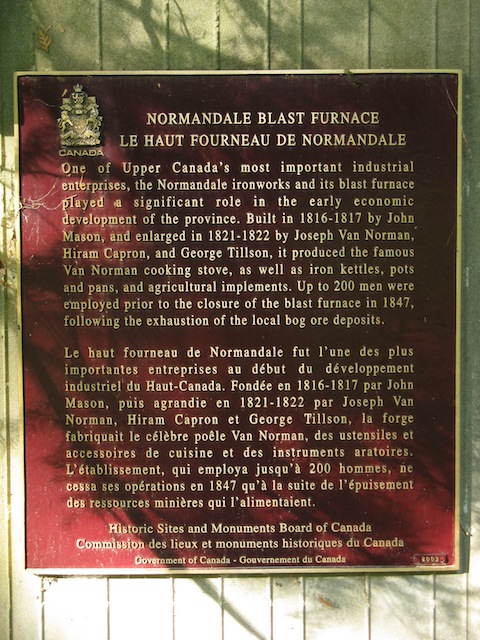 CANADA
NORMANDALE BLAST FURNACE
LE HAUT FOURNEAU DE NORMANDALE
One of Upper Canada's most important industrial
enterprises, the Normandale ironworks and its blast furnace
played a significant role in the early economic
development of the province. Built in 1816-1817 by John
Mason, and enlarged in 1821-1822 by Joseph Van Norman,
Hiram Capron, and George Tillson, it produced the famous
Van Norman cooking stove, as well as iron kettles, pots
and pans, and agricultural implements. Up to 200 men were
employed prior to the closure of the blast furnace in 1847,
following the exhaustion of the local bog ore deposits.
Le haut fourneau de Normandale fut l'une des plus
importantes entreprises au début du développement
industriel du Haut-Canada. Fondée en 1816-1817 par John
Mason, puis agrandie en 1821-1822 par Joseph Van
Norman, Hiram Capron et George Tillson, la forge
fabriquait le célèbre poêle Van Norman, des ustensiles et
accessoires de cuisine et des instruments aratoires.
L'établissement, qui employa jusqu'à 200 hommes, ne
cessa ses opérations en 1847 qu'à la suite de l'épuisement
des ressources minières qui l'alimentaient.
Historic Sites and Monuments Board of Canada
Commission des lieux et monuments historiques du Canada
Government of Canada - Gouvernement du Canada